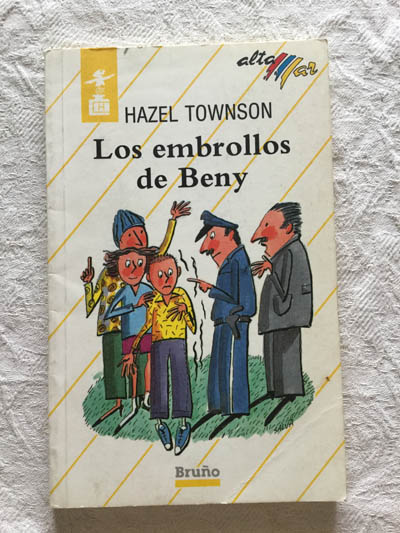 alta
mar
HAZEL TOWNSON
Los embrollos
de Beny
Bruño